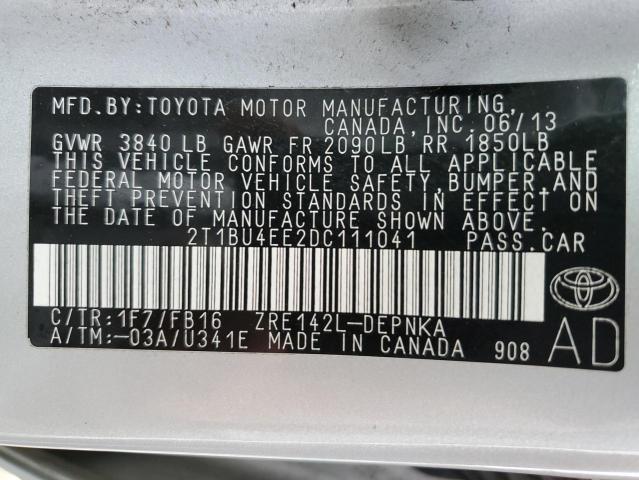 MFD.BY:TOYOTA MOTOR MANUFACTURING,
CANADA,INC. 06/13
GVWR 3840 LB GAWR FR 2090LB RR 1850LB
THIS VEHICLE CONFORMS TO ALL APPLICABLE
FEDERAL MOTOR VEHICLE SAFETY,BUMPER,AND
THEFT PREVENTION STANDARDS IN EFFECT ON
THE DATE OF MANUFACTURE SHOWN ABOVE.
2T1BU4EE2DC111041 PASS.CAR
C/TR:1F7/FB16 ZRE142L-DEPNKA
A/TM:-03A/U341E MADE IN CANADA 908
AD